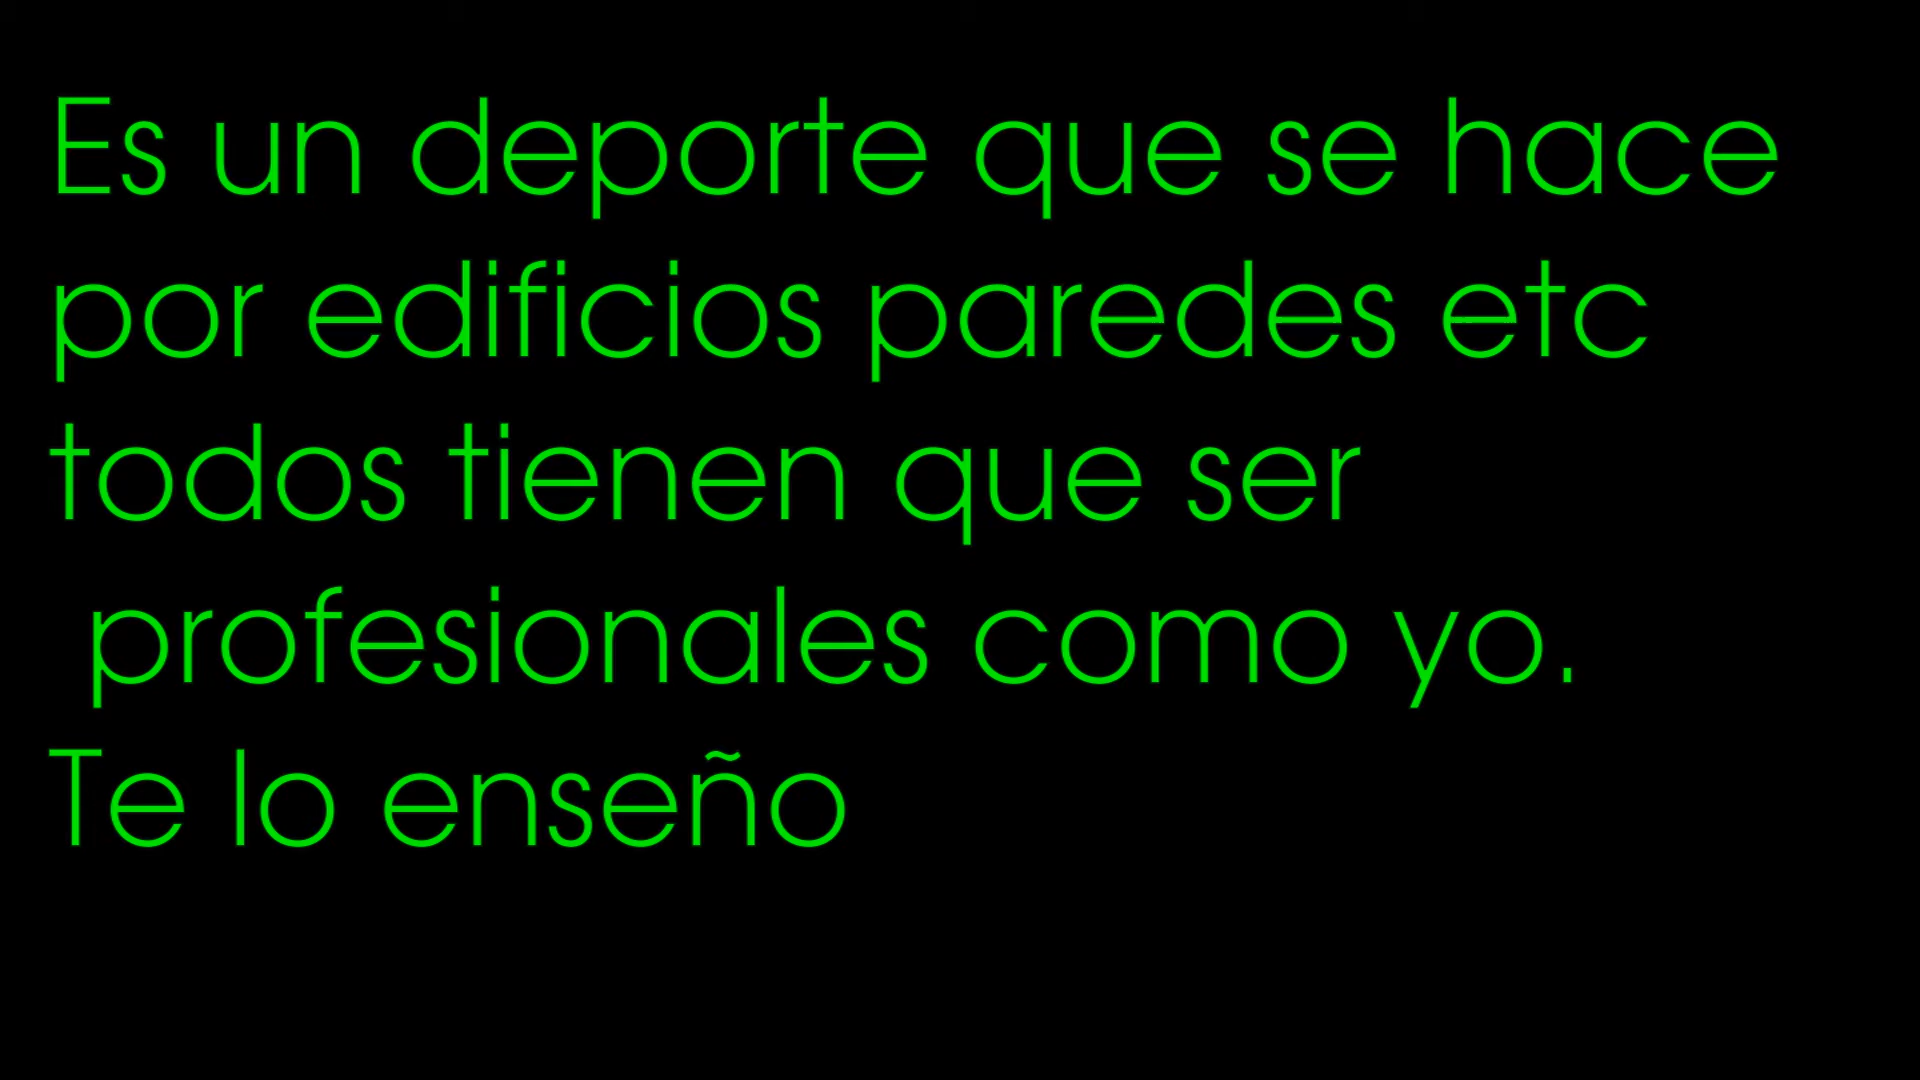 Es un deporte que se hace
por edificios paredes etc
todos tienen que ser
profesionales como yo.
Te lo enseño